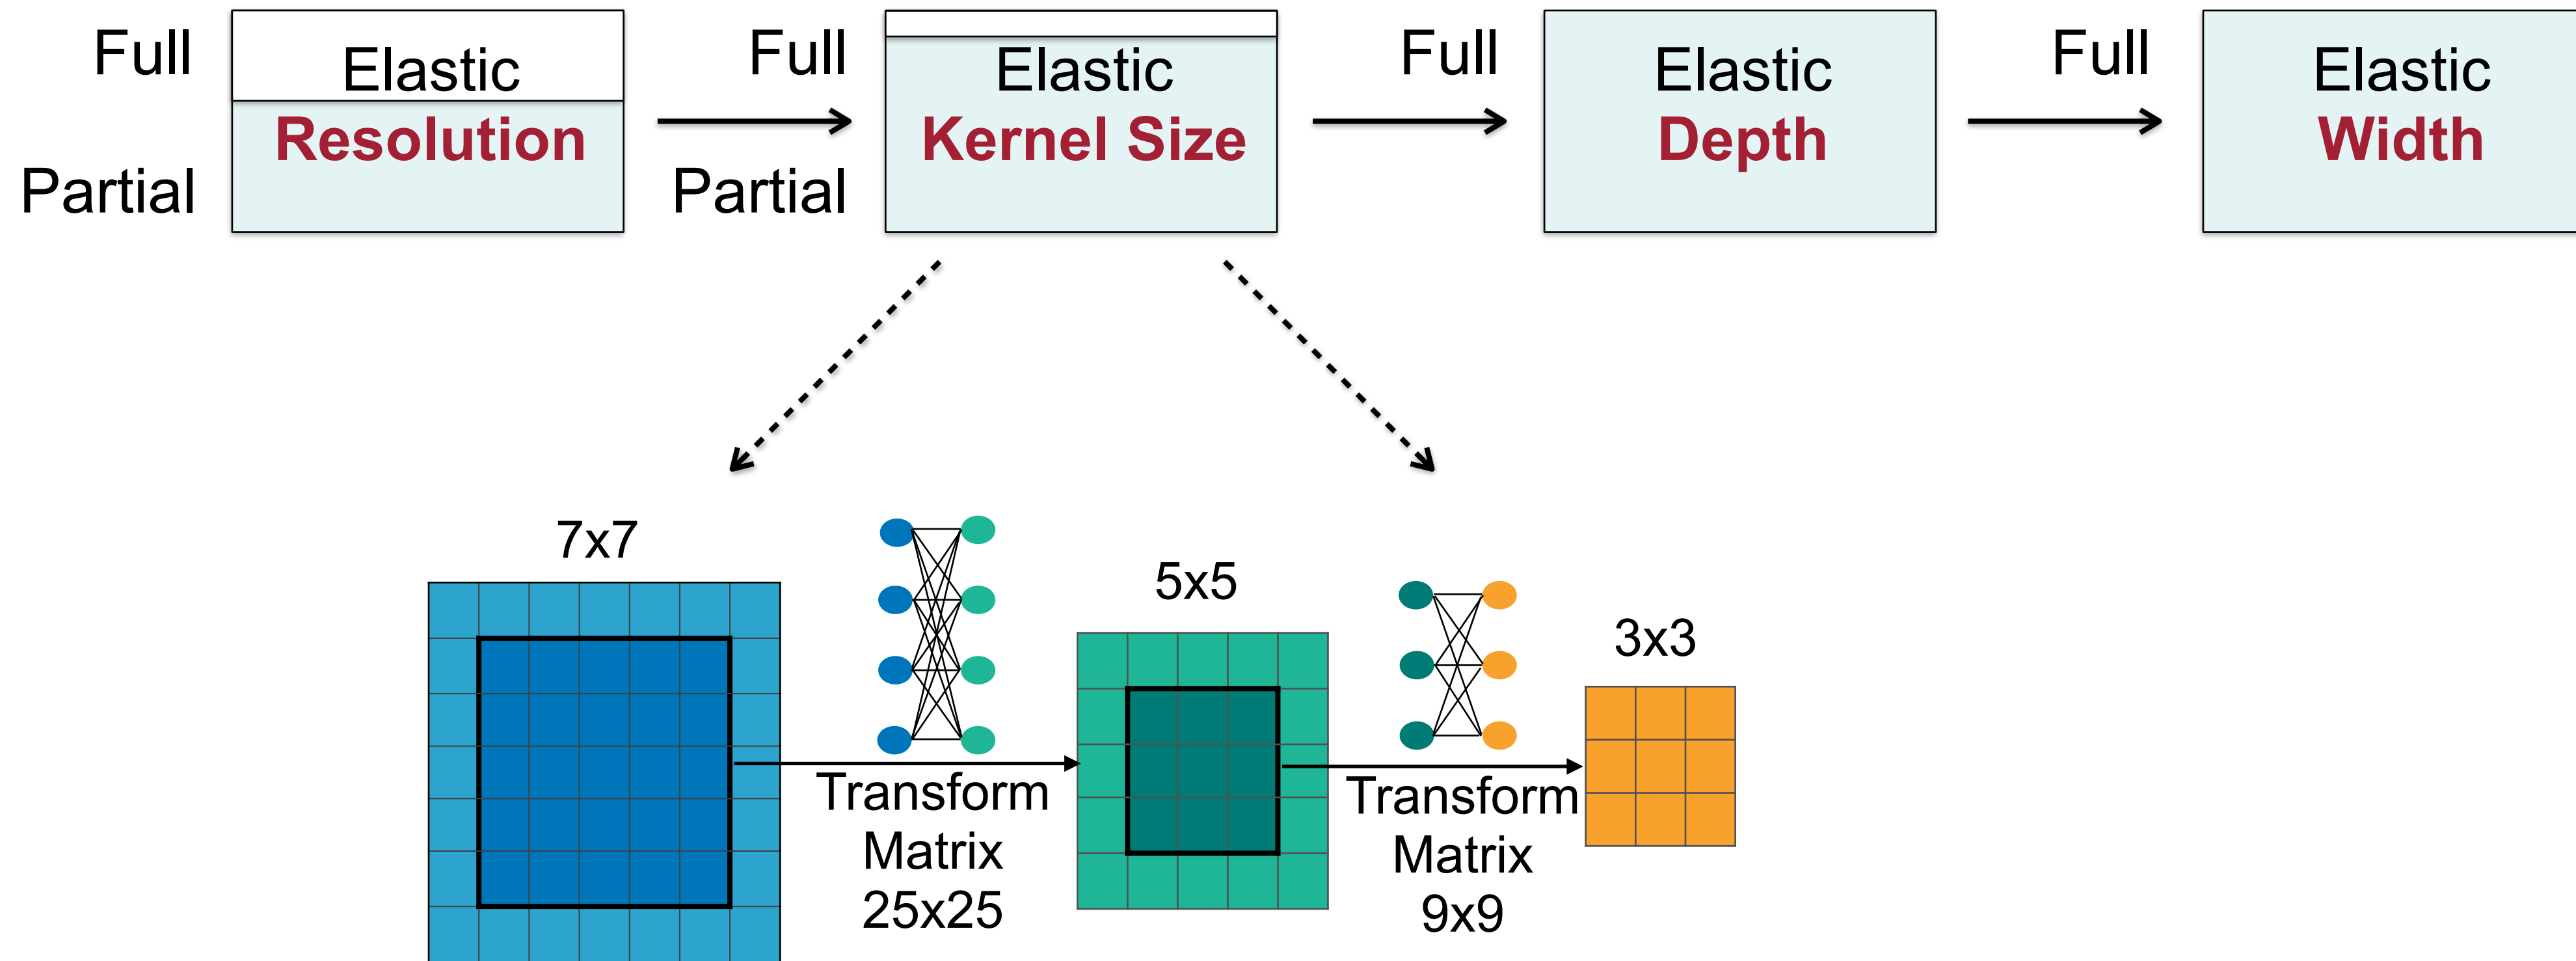 Full
Partial
Elastic
Resolution
Full
Partial
Elastic
Kernel Size
Full
Elastic
Depth
Full
Elastic
Width
7x7
Transform
Matrix
25x25
5x5
Transform
Matrix
9x9
3x3